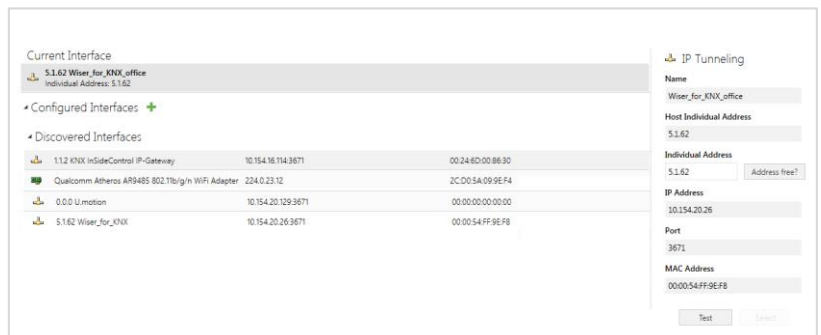 Current Interface
5.1.62 Wiser_for_KNX_office
Individual Address: 5.1.62
Configured Interfaces
Discovered Interfaces
1.1.2 KNX InSideControl IP-Gateway 10.154.16.114:3671 00:24:6D:00:86:30
Qualcomm Atheros AR9485 802.11b/g/n WiFi Adapter 224.0.23.12 2C:D0:5A:09:9E:F4
0.0.0 U.motion 10.154.20.129:3671 00:00:00:00:00:00
5.1.62 Wiser_for_KNX 10.154.20.26:3671 00:00:54:FF:9E:F8
IP Tunneling
Name
Wiser_for_KNX_office
Host Individual Address
5.1.62
Individual Address
5.1.62 Address free?
IP Address
10.154.20.26
Port
3671
MAC Address
00:00:54:FF:9E:F8
Test Select